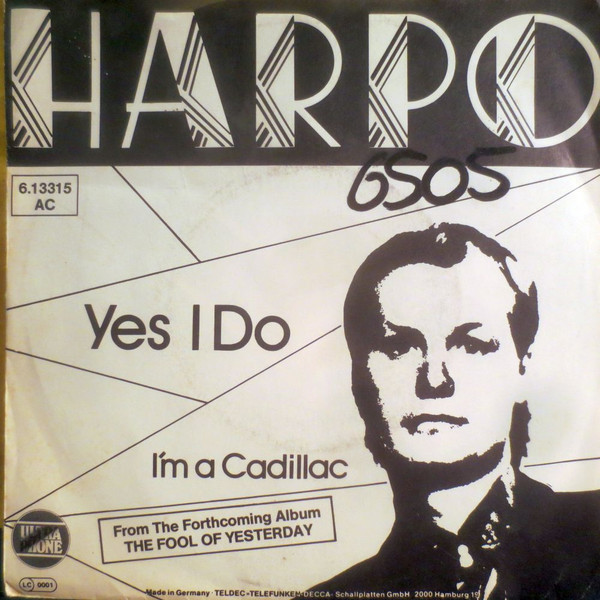 HARPO
6505
6.13315
AC
Yes I Do
I'm a Cadillac
From The Forthcoming Album
THE FOOL OF YESTERDAY
LC 0001
Made in Germany · TELDEC »TELEFUNKEN-DECCA« Schallplatten GmbH 2000 Hamburg 19